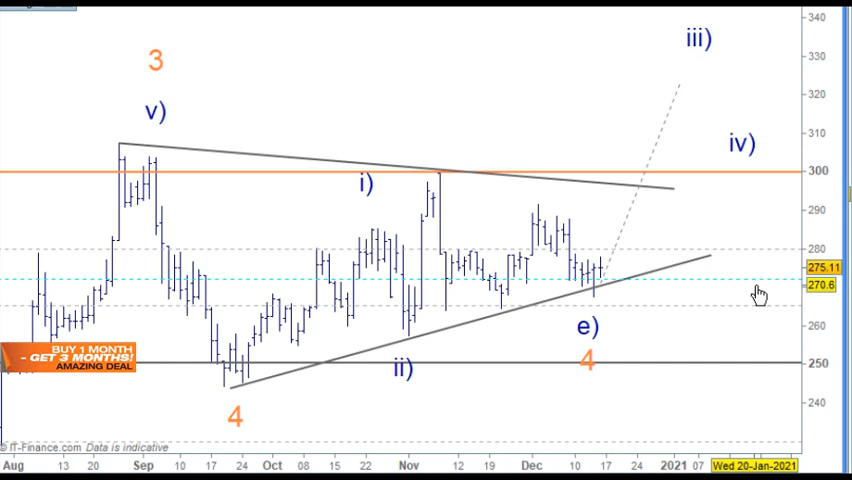 340
iii)
330
3
320
v)
310
iv)
300
i)
290
280
275.11
270.6
e)
260
BUY 1 MONTH
- GET 3 MONTHS!
AMAZING DEAL
4
ii)
250
4
240
© IT-Finance.com Data is indicative
Aug 13 20 Sep 10 17 24 Oct 08 15 22 Nov 12 19 Dec 10 17 24 2021 07 Wed 20-Jan-2021